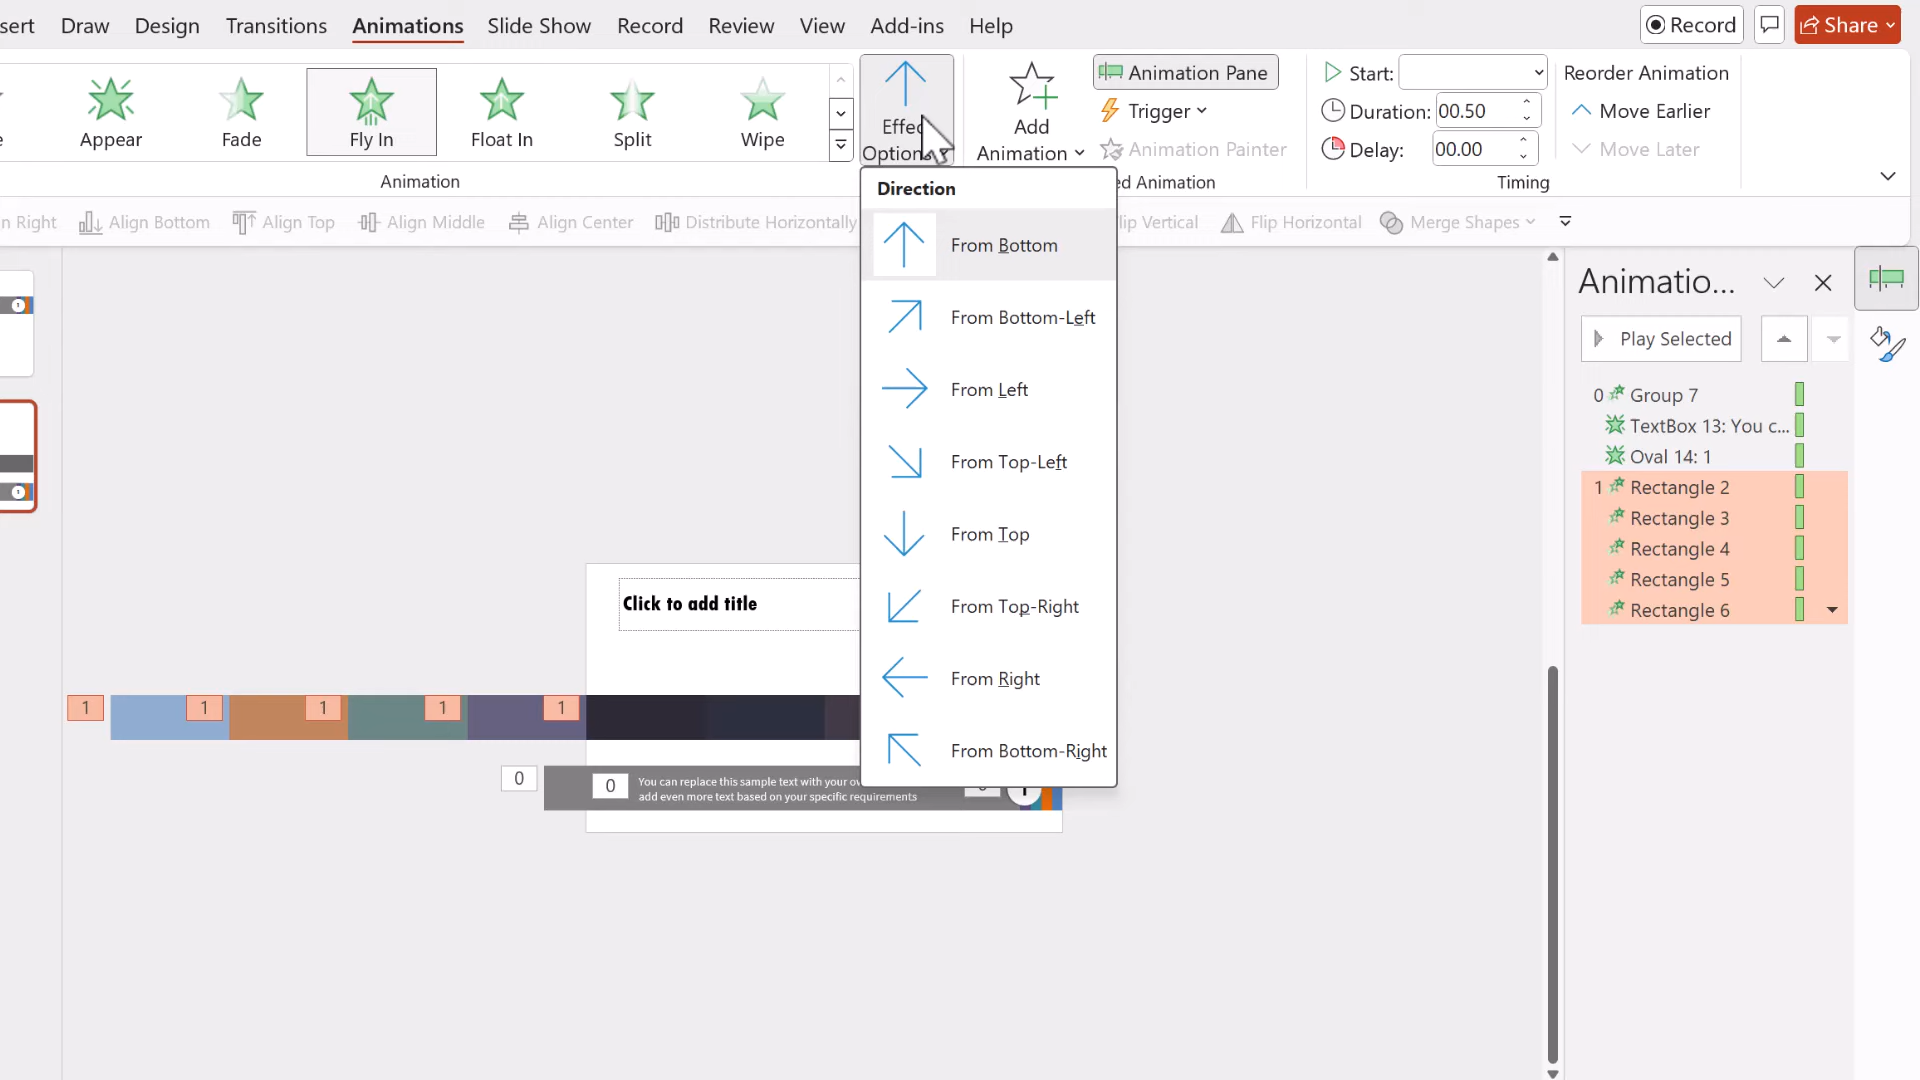 sert Draw Design Transitions Animations Slide Show Record Review View Add-ins Help Record Share
Appear Fade Fly In Float In Split Wipe
Animation
Effec
Option
Add
Animation
Animation Pane
Trigger
Animation Painter
ed Animation
Start:
Duration: 00.50
Delay: 00.00
Timing
Reorder Animation
Move Earlier
Move Later
n Right Align Bottom Align Top Align Middle Align Center Distribute Horizontally lip Vertical Flip Horizontal Merge Shapes
Direction
From Bottom
From Bottom-Left
From Left
From Top-Left
From Top
From Top-Right
From Right
From Bottom-Right
Click to add title
1 1 1 1 1
0 0
You can replace this sample text with your ov
add even more text based on your specific requirements
Animatio...
Play Selected
0 Group 7
TextBox 13: You c...
Oval 14: 1
1 Rectangle 2
Rectangle 3
Rectangle 4
Rectangle 5
Rectangle 6